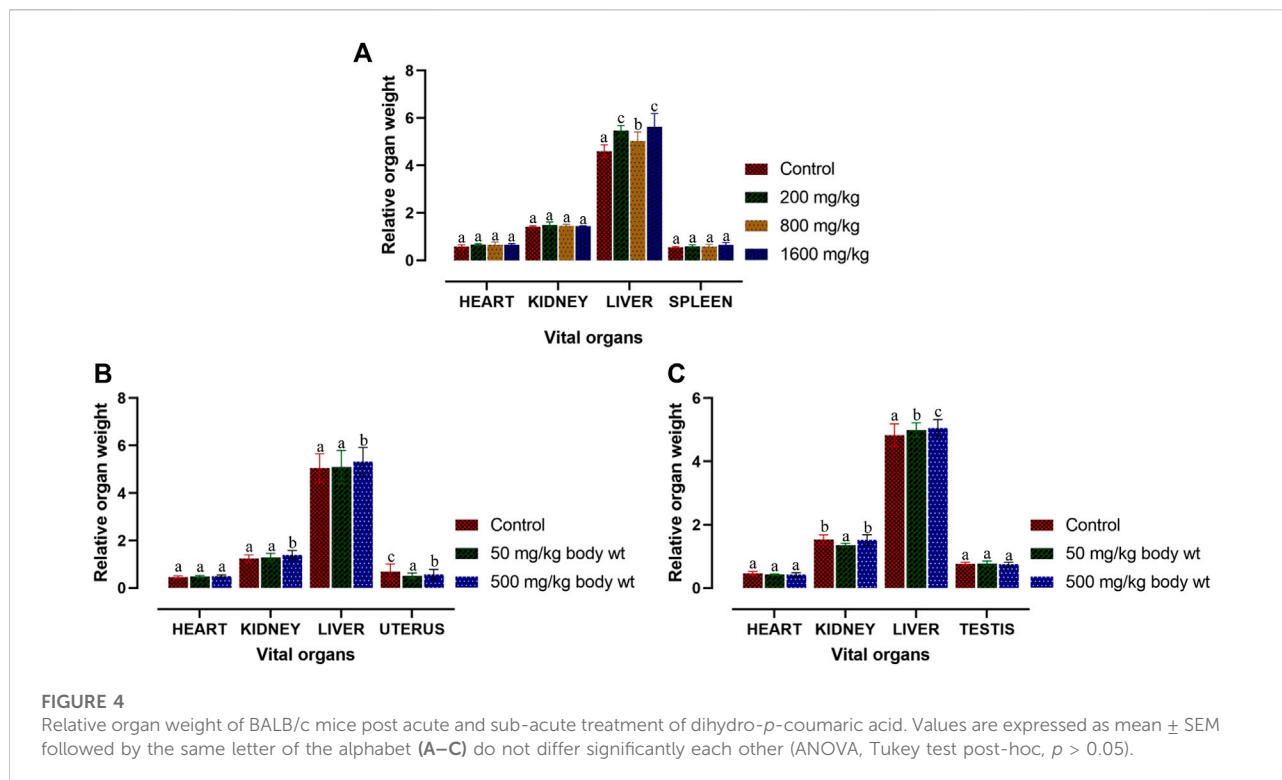 A
Relative organ weight
8
6
4
2
0
a a a a
a a a a
a c b c
a a a a
HEART KIDNEY LIVER SPLEEN
Vital organs
Control
200 mg/kg
800 mg/kg
1600 mg/kg
B
Relative organ weight
8
6
4
2
0
a a a
a a b
a a b
c a b
HEART KIDNEY LIVER UTERUS
Vital organs
Control
50 mg/kg body wt
500 mg/kg body wt
C
Relative organ weight
6
4
2
0
a a a
b a b
a b c
a a a
HEART KIDNEY LIVER TESTIS
Vital organs
Control
50 mg/kg body wt
500 mg/kg body wt
FIGURE 4
Relative organ weight of BALB/c mice post acute and sub-acute treatment of dihydro-p-coumaric acid. Values are expressed as mean ± SEM
followed by the same letter of the alphabet (A–C) do not differ significantly each other (ANOVA, Tukey test post-hoc, p > 0.05).